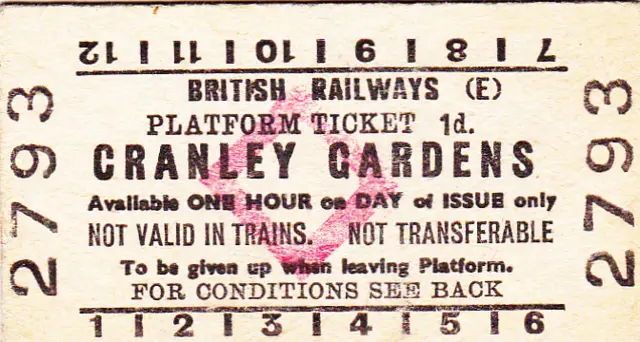 12 | 11 | 10 | 9 | 8 | 7
BRITISH RAILWAYS (E)
PLATFORM TICKET 1d.
CRANLEY GARDENS
Available ONE HOUR on DAY of ISSUE only
NOT VALID IN TRAINS. NOT TRANSFERABLE
To be given up when leaving Platform.
FOR CONDITIONS SEE BACK
1 | 2 | 3 | 4 | 5 | 6
2793
2793